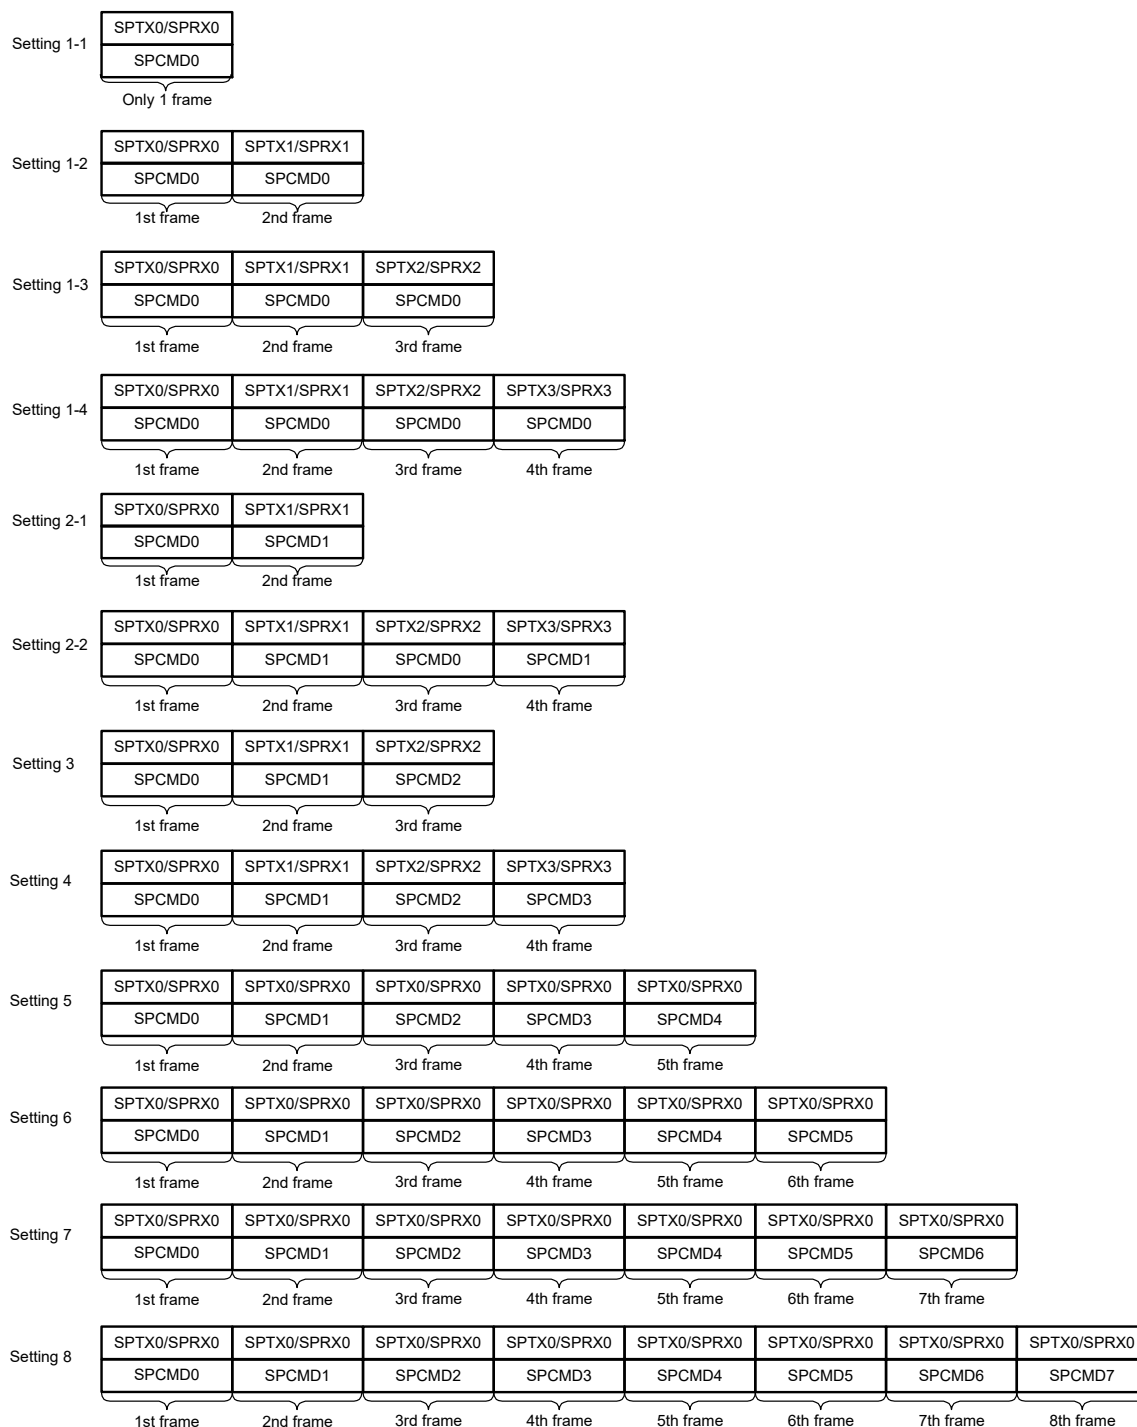 Setting 1-1
SPTX0/SPRX0
SPCMD0
Only 1 frame
Setting 1-2
SPTX0/SPRX0 SPTX1/SPRX1
SPCMD0 SPCMD0
1st frame 2nd frame
Setting 1-3
SPTX0/SPRX0 SPTX1/SPRX1 SPTX2/SPRX2
SPCMD0 SPCMD0 SPCMD0
1st frame 2nd frame 3rd frame
Setting 1-4
SPTX0/SPRX0 SPTX1/SPRX1 SPTX2/SPRX2 SPTX3/SPRX3
SPCMD0 SPCMD0 SPCMD0 SPCMD0
1st frame 2nd frame 3rd frame 4th frame
Setting 2-1
SPTX0/SPRX0 SPTX1/SPRX1
SPCMD0 SPCMD1
1st frame 2nd frame
Setting 2-2
SPTX0/SPRX0 SPTX1/SPRX1 SPTX2/SPRX2 SPTX3/SPRX3
SPCMD0 SPCMD1 SPCMD0 SPCMD1
1st frame 2nd frame 3rd frame 4th frame
Setting 3
SPTX0/SPRX0 SPTX1/SPRX1 SPTX2/SPRX2
SPCMD0 SPCMD1 SPCMD2
1st frame 2nd frame 3rd frame
Setting 4
SPTX0/SPRX0 SPTX1/SPRX1 SPTX2/SPRX2 SPTX3/SPRX3
SPCMD0 SPCMD1 SPCMD2 SPCMD3
1st frame 2nd frame 3rd frame 4th frame
Setting 5
SPTX0/SPRX0 SPTX0/SPRX0 SPTX0/SPRX0 SPTX0/SPRX0 SPTX0/SPRX0
SPCMD0 SPCMD1 SPCMD2 SPCMD3 SPCMD4
1st frame 2nd frame 3rd frame 4th frame 5th frame
Setting 6
SPTX0/SPRX0 SPTX0/SPRX0 SPTX0/SPRX0 SPTX0/SPRX0 SPTX0/SPRX0 SPTX0/SPRX0
SPCMD0 SPCMD1 SPCMD2 SPCMD3 SPCMD4 SPCMD5
1st frame 2nd frame 3rd frame 4th frame 5th frame 6th frame
Setting 7
SPTX0/SPRX0 SPTX0/SPRX0 SPTX0/SPRX0 SPTX0/SPRX0 SPTX0/SPRX0 SPTX0/SPRX0 SPTX0/SPRX0
SPCMD0 SPCMD1 SPCMD2 SPCMD3 SPCMD4 SPCMD5 SPCMD6
1st frame 2nd frame 3rd frame 4th frame 5th frame 6th frame 7th frame
Setting 8
SPTX0/SPRX0 SPTX0/SPRX0 SPTX0/SPRX0 SPTX0/SPRX0 SPTX0/SPRX0 SPTX0/SPRX0 SPTX0/SPRX0 SPTX0/SPRX0
SPCMD0 SPCMD1 SPCMD2 SPCMD3 SPCMD4 SPCMD5 SPCMD6 SPCMD7
1st frame 2nd frame 3rd frame 4th frame 5th frame 6th frame 7th frame 8th frame